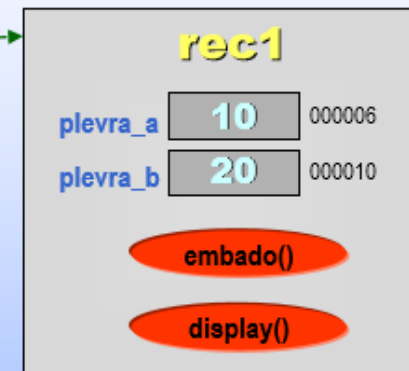 rec1
plevra_a 10 000006
plevra_b 20 000010
embado()
display()